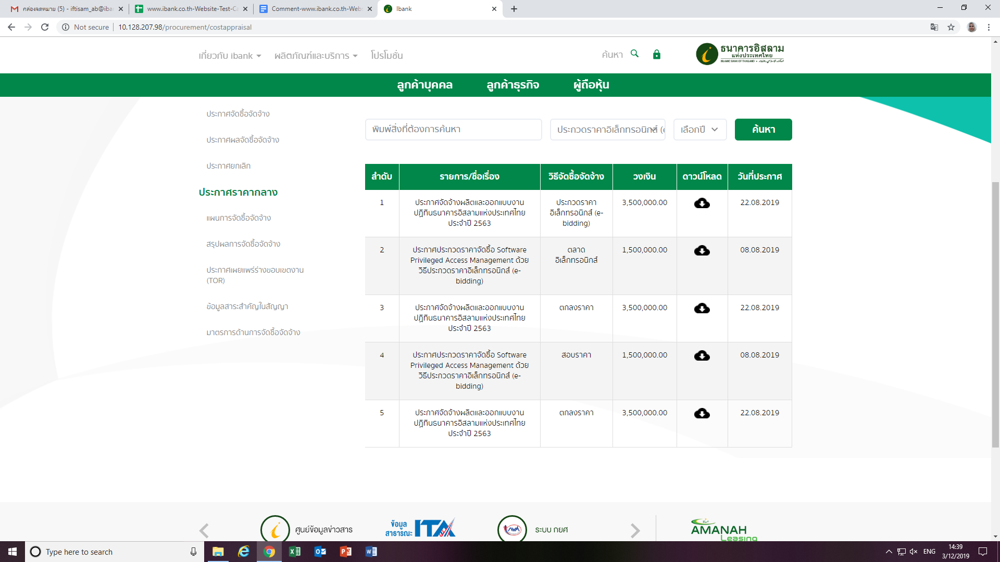 กล่องจดหมาย (5) - iftisam_ab@iba
www.ibank.co.th-Website-Test-Ca
Comment-www.ibank.co.th-Webs
Ibank
Not secure
10.128.207.98/procurement/costappraisal
เกี่ยวกับ ibank
ผลิตภัณฑ์และบริการ
โปรโมชั่น
ค้นหา
ธนาคารอิสลาม
แห่งประเทศไทย
ISLAMIC BANK OF THAILAND
ลูกค้าบุคคล
ลูกค้าธุรกิจ
ผู้ถือหุ้น
ประกาศจัดซื้อจัดจ้าง
ประกาศผลจัดซื้อจัดจ้าง
ประกาศยกเลิก
ประกาศราคากลาง
แผนการจัดซื้อจัดจ้าง
สรุปผลการจัดซื้อจัดจ้าง
ประกาศเผยแพร่ร่างขอบเขตงาน
(TOR)
ข้อมูลสาระสำคัญในสัญญา
มาตรการด้านการจัดซื้อจัดจ้าง
พิมพ์สิ่งที่ต้องการค้นหา
ประกวดราคาอิเล็กทรอนิกส์ (e
เลือกปี
ค้นหา
ลำดับ รายการ/ชื่อเรื่อง วิธีจัดซื้อจัดจ้าง วงเงิน ดาวน์โหลด วันที่ประกาศ
1 ประกาศจัดจ้างผลิตและออกแบบงาน ประกวดราคา 3,500,000.00 22.08.2019
ปฏิทินธนาคารอิสลามแห่งประเทศไทย อิเล็กทรอนิกส์ (e-
ประจำปี 2563 bidding)
2 ประกาศประกวดราคาจัดซื้อ Software ตลาด 1,500,000.00 08.08.2019
Privileged Access Management ด้วย อิเล็กทรอนิกส์
วิธีประกวดราคาอิเล็กทรอนิกส์ (e-
bidding)
3 ประกาศจัดจ้างผลิตและออกแบบงาน ตกลงราคา 3,500,000.00 22.08.2019
ปฏิทินธนาคารอิสลามแห่งประเทศไทย
ประจำปี 2563
4 ประกาศประกวดราคาจัดซื้อ Software สอบราคา 1,500,000.00 08.08.2019
Privileged Access Management ด้วย
วิธีประกวดราคาอิเล็กทรอนิกส์ (e-
bidding)
5 ประกาศจัดจ้างผลิตและออกแบบงาน ตกลงราคา 3,500,000.00 22.08.2019
ปฏิทินธนาคารอิสลามแห่งประเทศไทย
ประจำปี 2563
ศูนย์ข้อมูลข่าวสาร
ข้อมูล
สาธารณะ ITA
ระบบ กยศ
AMANAH
Leasing
Type here to search
ENG
14:39
3/12/2019